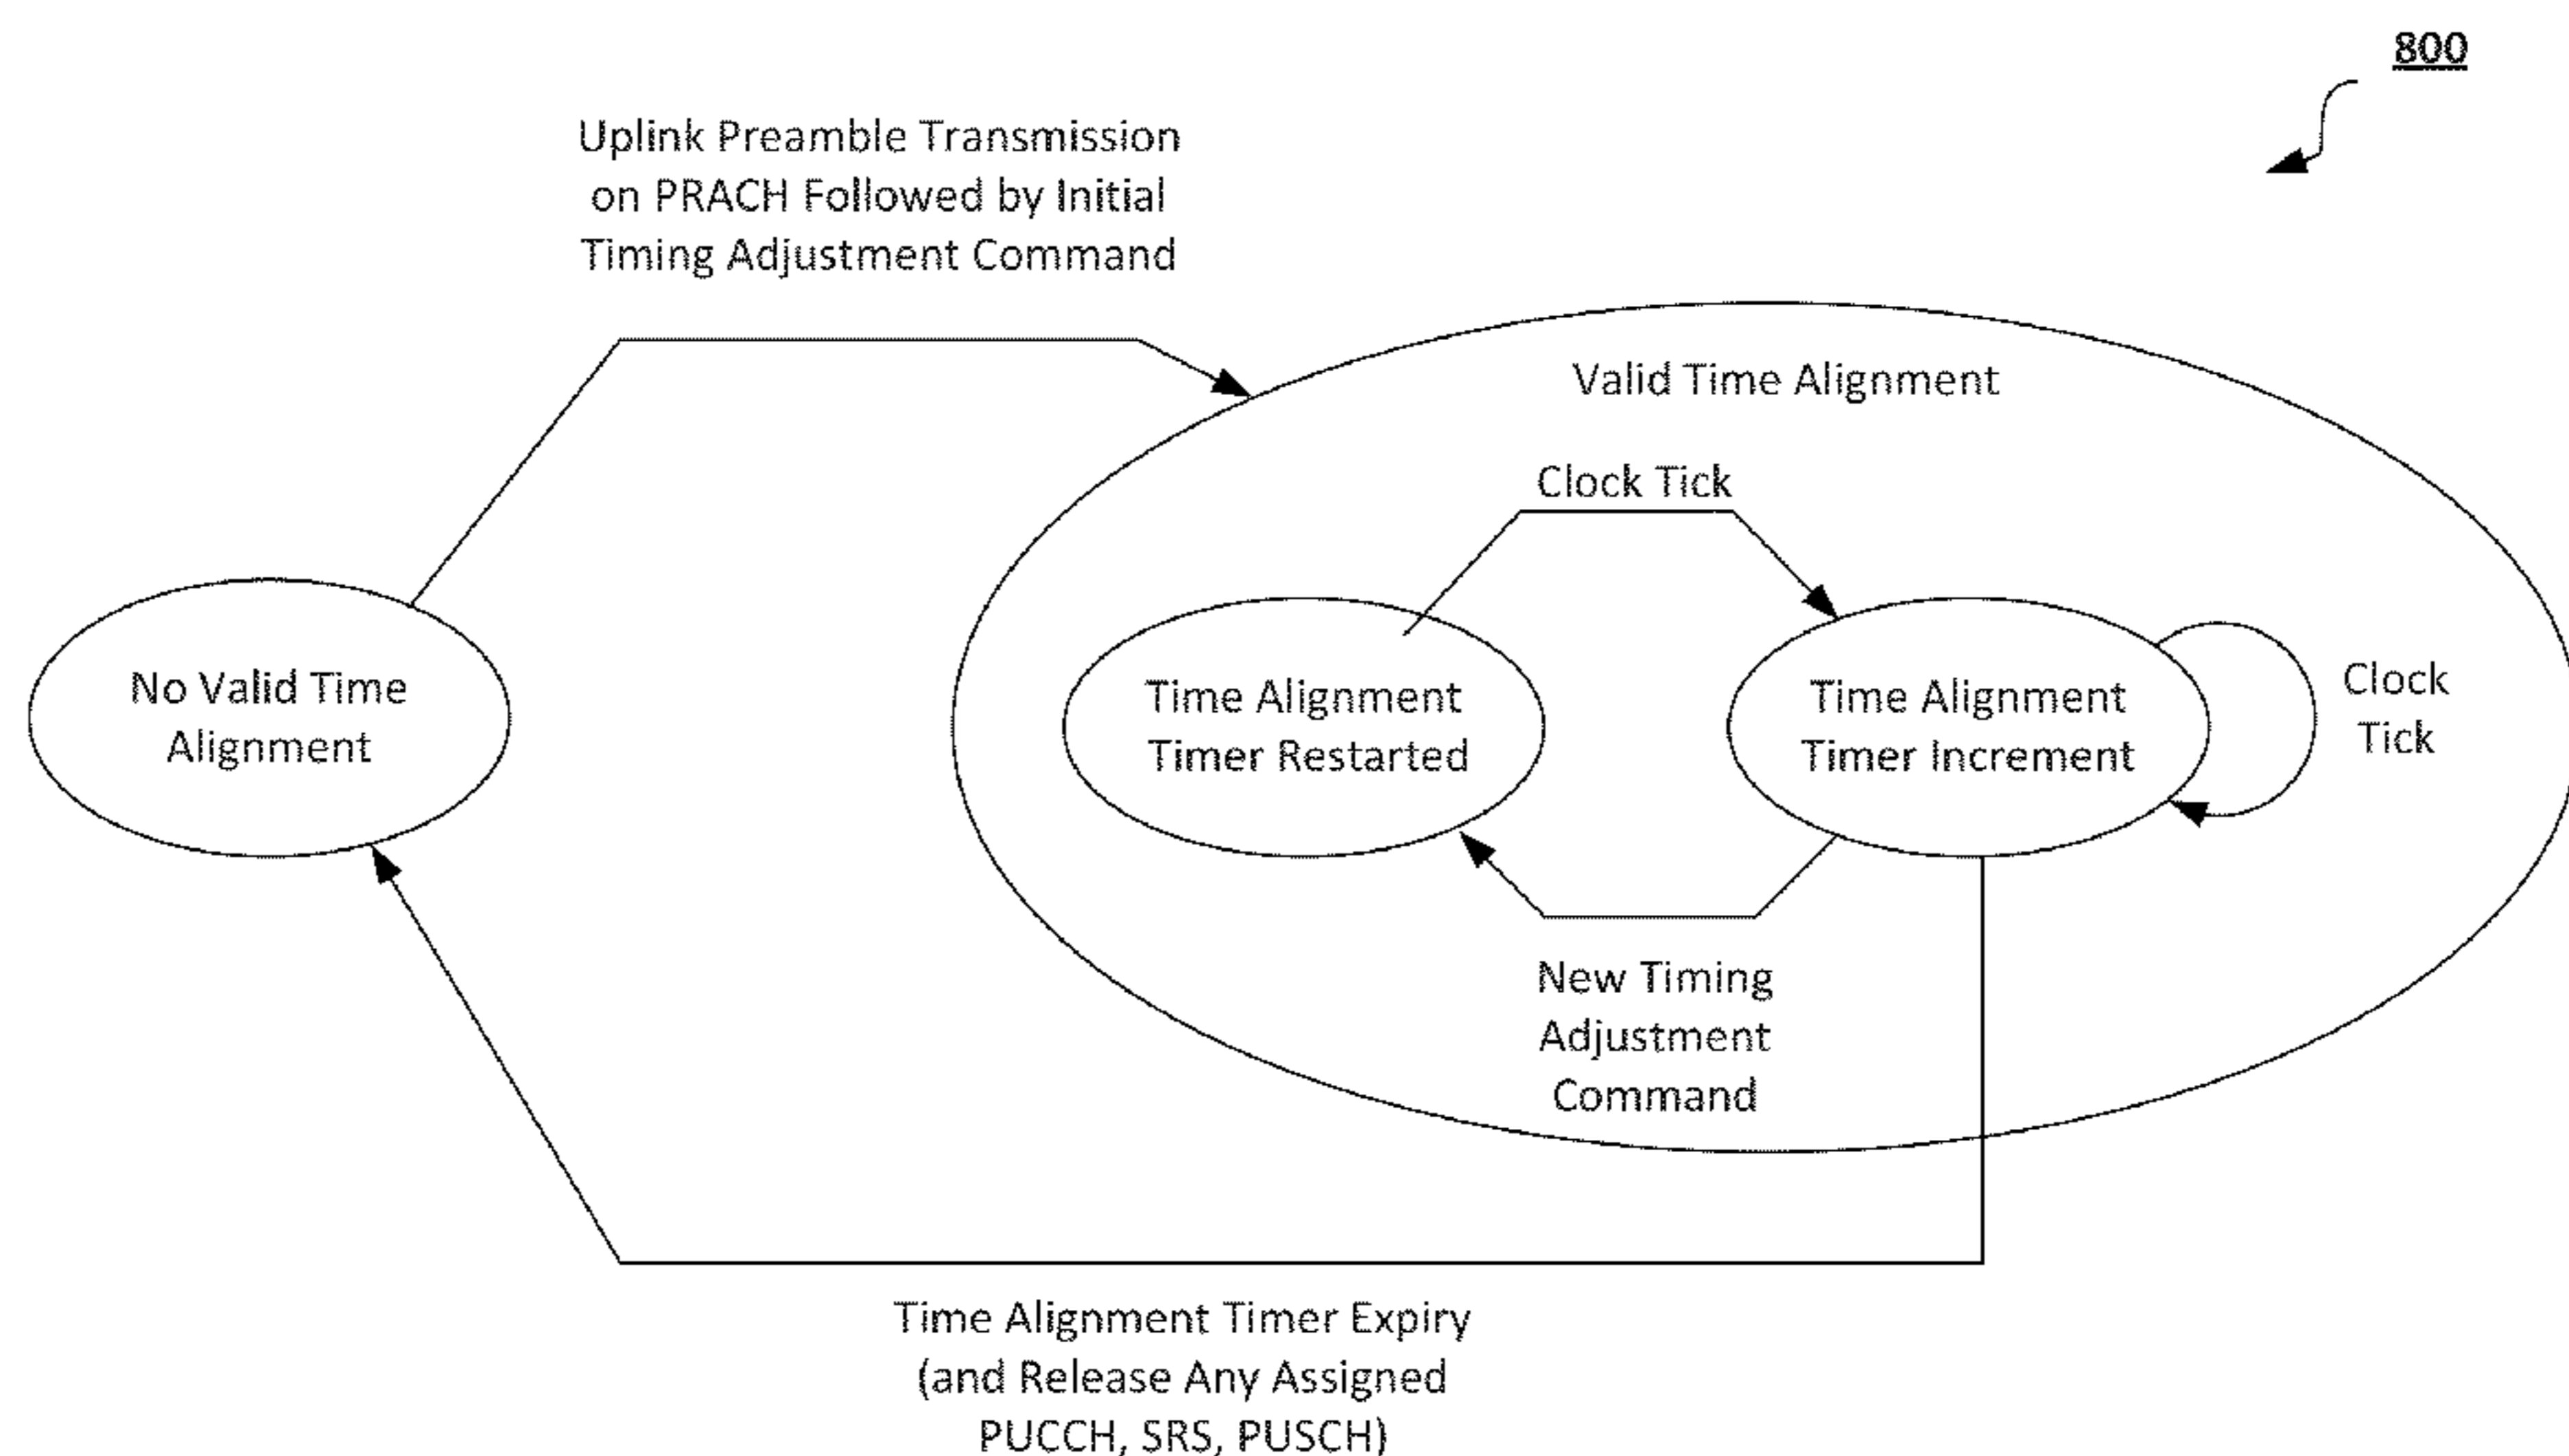 800
Uplink Preamble Transmission
on PRACH Followed by Initial
Timing Adjustment Command
Valid Time Alignment
Clock Tick
No Valid Time
Alignment
Time Alignment
Timer Restarted
Time Alignment
Timer Increment
Clock
Tick
New Timing
Adjustment
Command
Time Alignment Timer Expiry
(and Release Any Assigned
PUCCH, SRS, PUSCH)